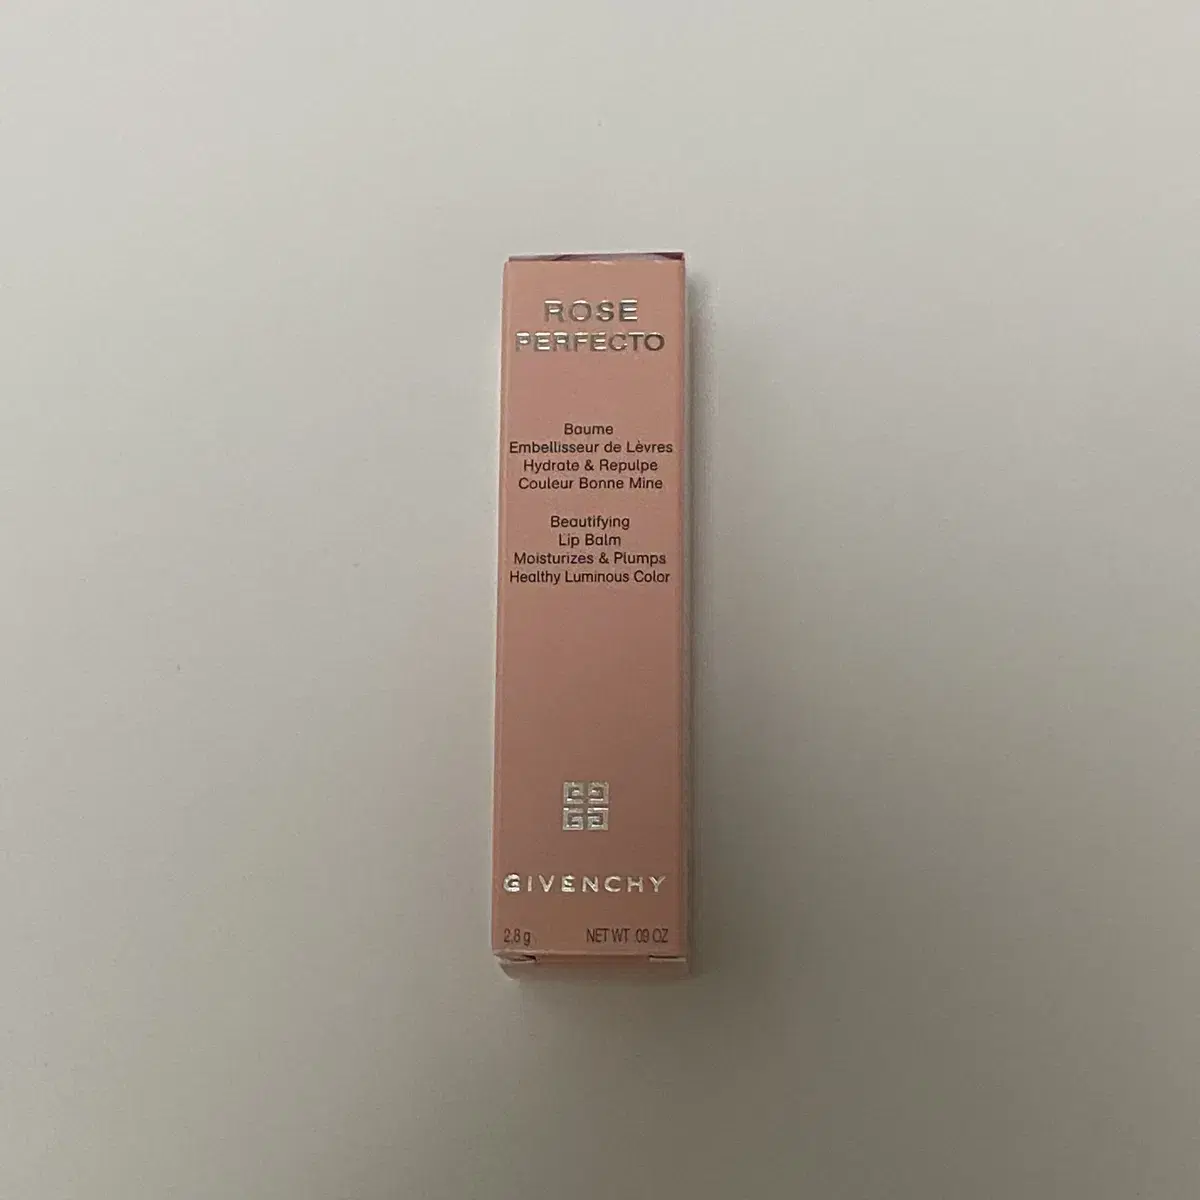 ROSE
PERFECTO
Baume
Embellisseur de Lèvres
Hydrate & Repulpe
Couleur Bonne Mine
Beautifying
Lip Balm
Moisturizes & Plumps
Healthy Luminous Color
GIVENCHY
2.8 g NET WT .09 OZ